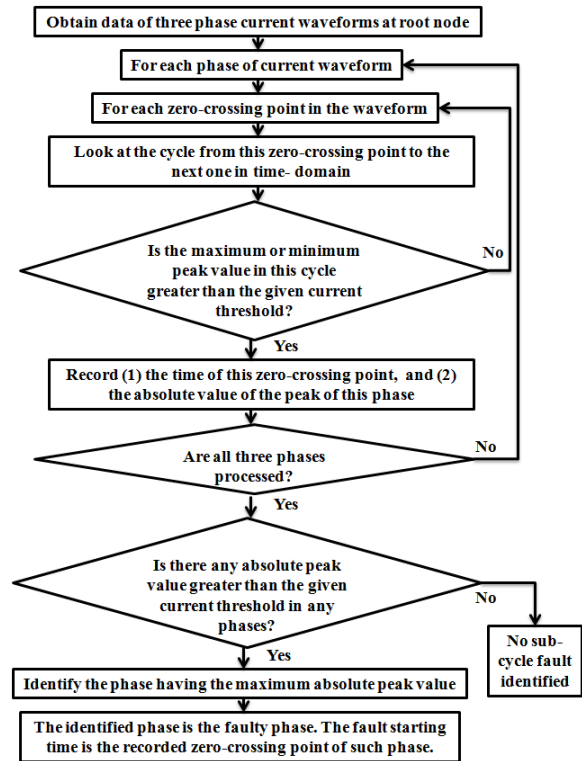 Obtain data of three phase current waveforms at root node
For each phase of current waveform
For each zero-crossing point in the waveform
Look at the cycle from this zero-crossing point to the
next one in time- domain
Is the maximum or minimum
peak value in this cycle
greater than the given current
threshold?
No
Yes
Record (1) the time of this zero-crossing point, and (2)
the absolute value of the peak of this phase
Are all three phases
processed?
No
Yes
Is there any absolute peak
value greater than the given
current threshold in any
phases?
No
Yes
No sub-
cycle fault
identified
Identify the phase having the maximum absolute peak value
The identified phase is the faulty phase. The fault starting
time is the recorded zero-crossing point of such phase.